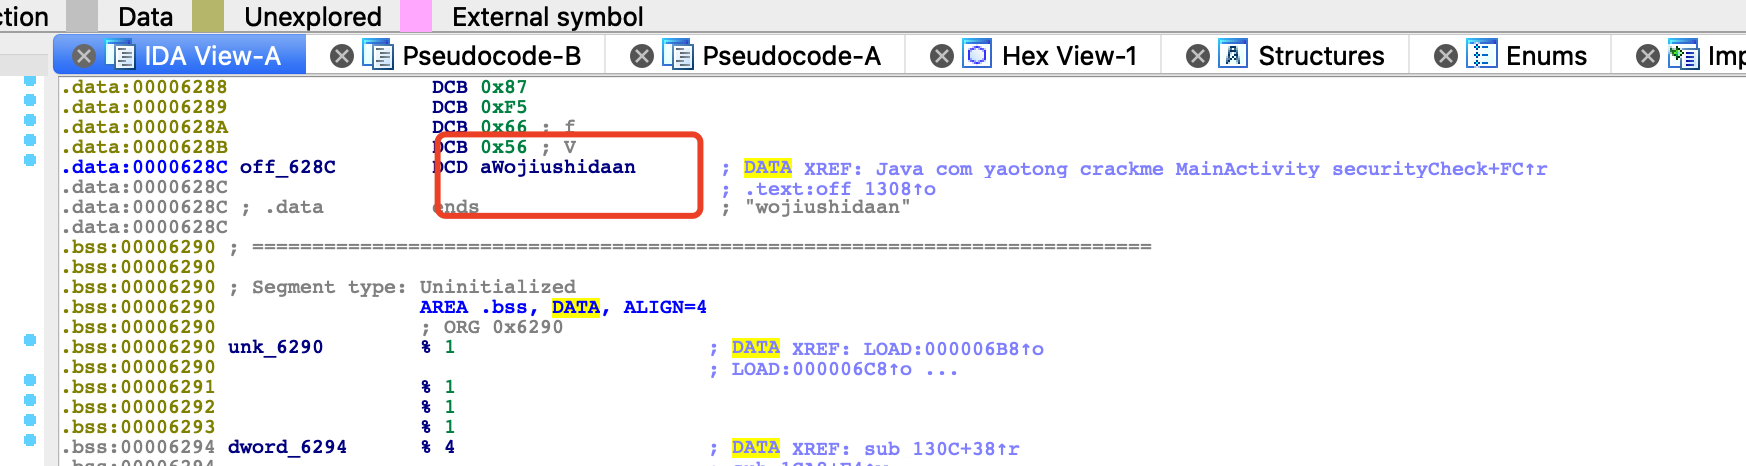 ction Data Unexplored External symbol
IDA View-A Pseudocode-B Pseudocode-A Hex View-1 Structures Enums Imp
.data:00006288 DCB 0x87
.data:00006289 DCB 0xF5
.data:0000628A DCB 0x66 ; f
.data:0000628B DCB 0x56 ; V
.data:0000628C off_628C DCD aWojiushidaan ; DATA XREF: Java com yaotong crackme MainActivity securityCheck+FC↑r
.data:0000628C ; .text:off 1308↑o
.data:0000628C ; .data ends ; "wojiushidaan"
.data:0000628C
.bss:00006290 ; ===========================================================================
.bss:00006290
.bss:00006290 ; Segment type: Uninitialized
.bss:00006290 AREA .bss, DATA, ALIGN=4
.bss:00006290 ; ORG 0x6290
.bss:00006290 unk_6290 % 1 ; DATA XREF: LOAD:000006B8↑o
.bss:00006290 ; LOAD:000006C8↑o ...
.bss:00006291 % 1
.bss:00006292 % 1
.bss:00006293 % 1
.bss:00006294 dword_6294 % 4 ; DATA XREF: sub 130C+38↑r